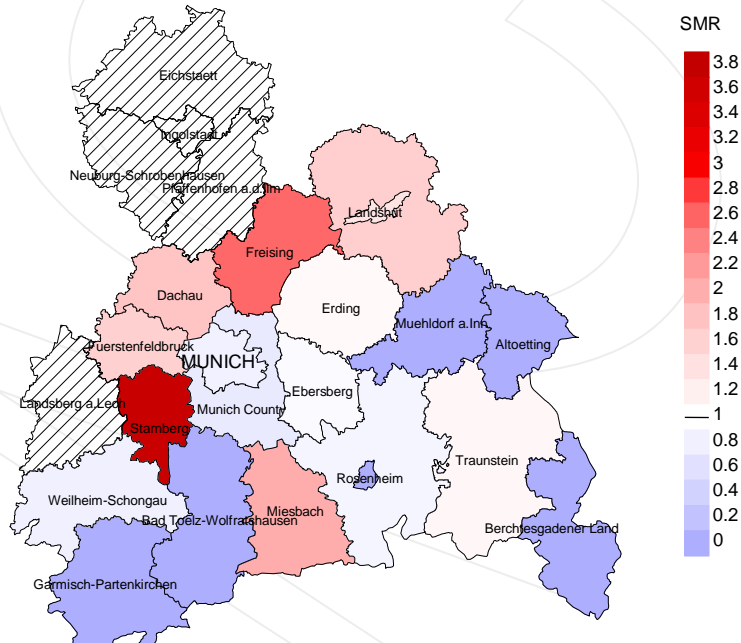 SMR
3.8
3.6
3.4
3.2
3
2.8
2.6
2.4
2.2
2
1.8
1.6
1.4
1.2
1
0.8
0.6
0.4
0.2
0
Eichstaett
Ingolstadt
Neuburg-Schrobenhausen
Pfaffenhofen a.d.Ilm
Landshut
Freising
Dachau
Erding
Muehldorf a.Inn
Altoetting
Fuerstenfeldbruck
MUNICH
Ebersberg
Landsberg a.Lech
Munich County
Starnberg
Traunstein
Rosenheim
Weilheim-Schongau
Miesbach
Bad Toelz-Wolfratshausen
Berchtesgadener Land
Garmisch-Partenkirchen